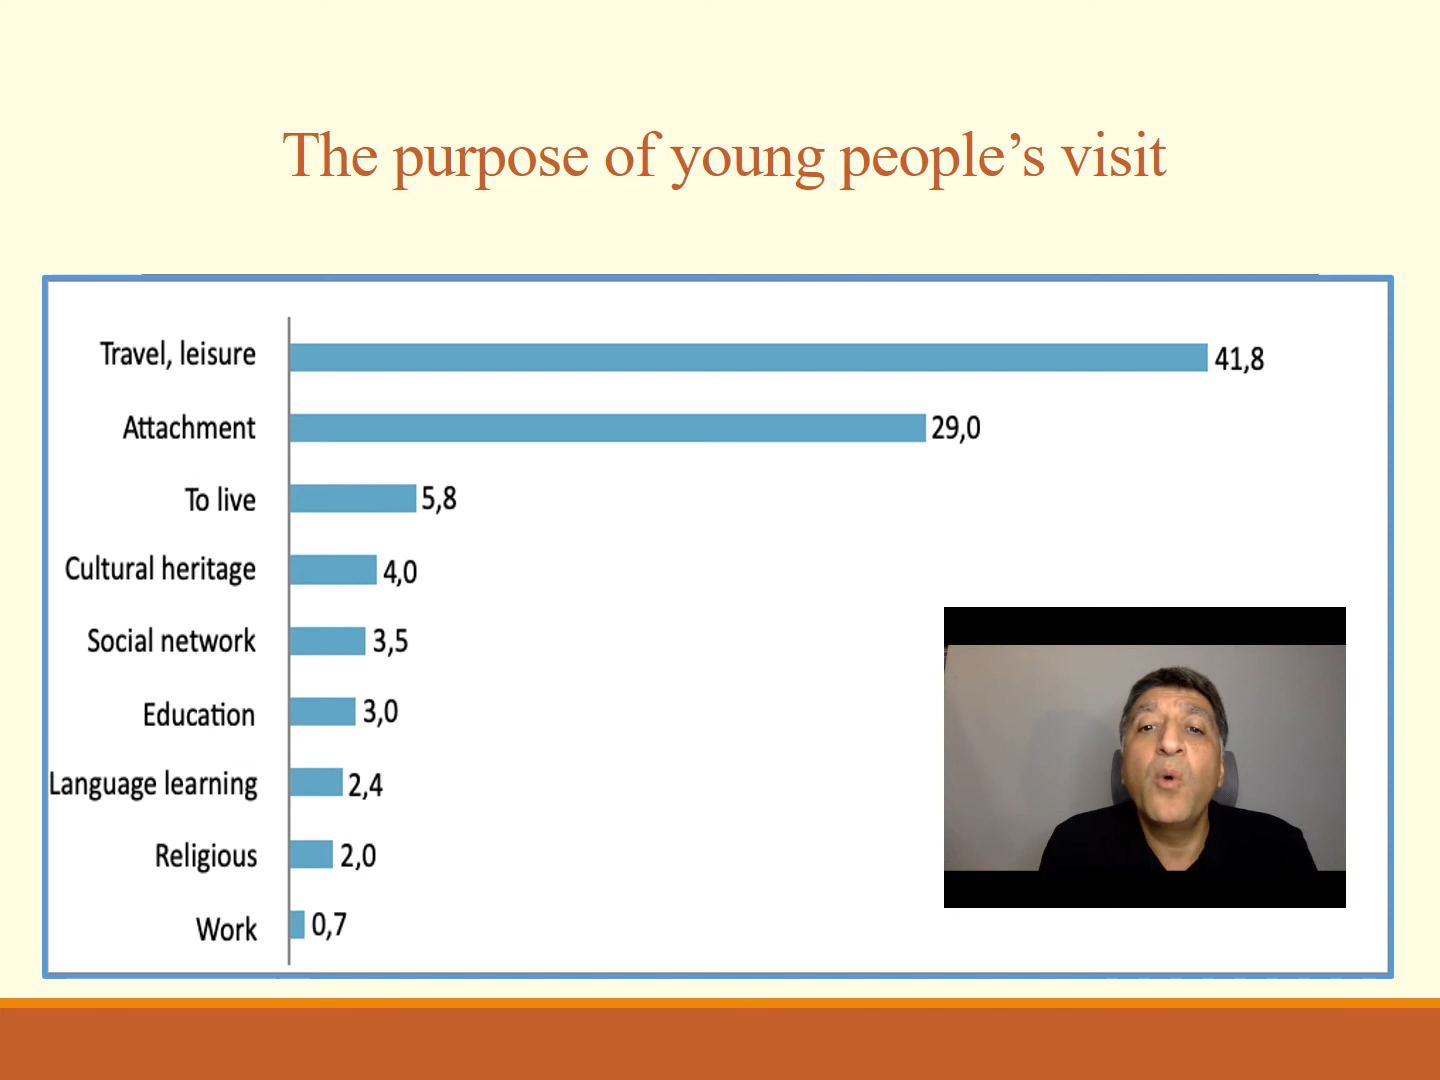 The purpose of young people’s visit
Travel, leisure 41,8
Attachment 29,0
To live 5,8
Cultural heritage 4,0
Social network 3,5
Education 3,0
Language learning 2,4
Religious 2,0
Work 0,7